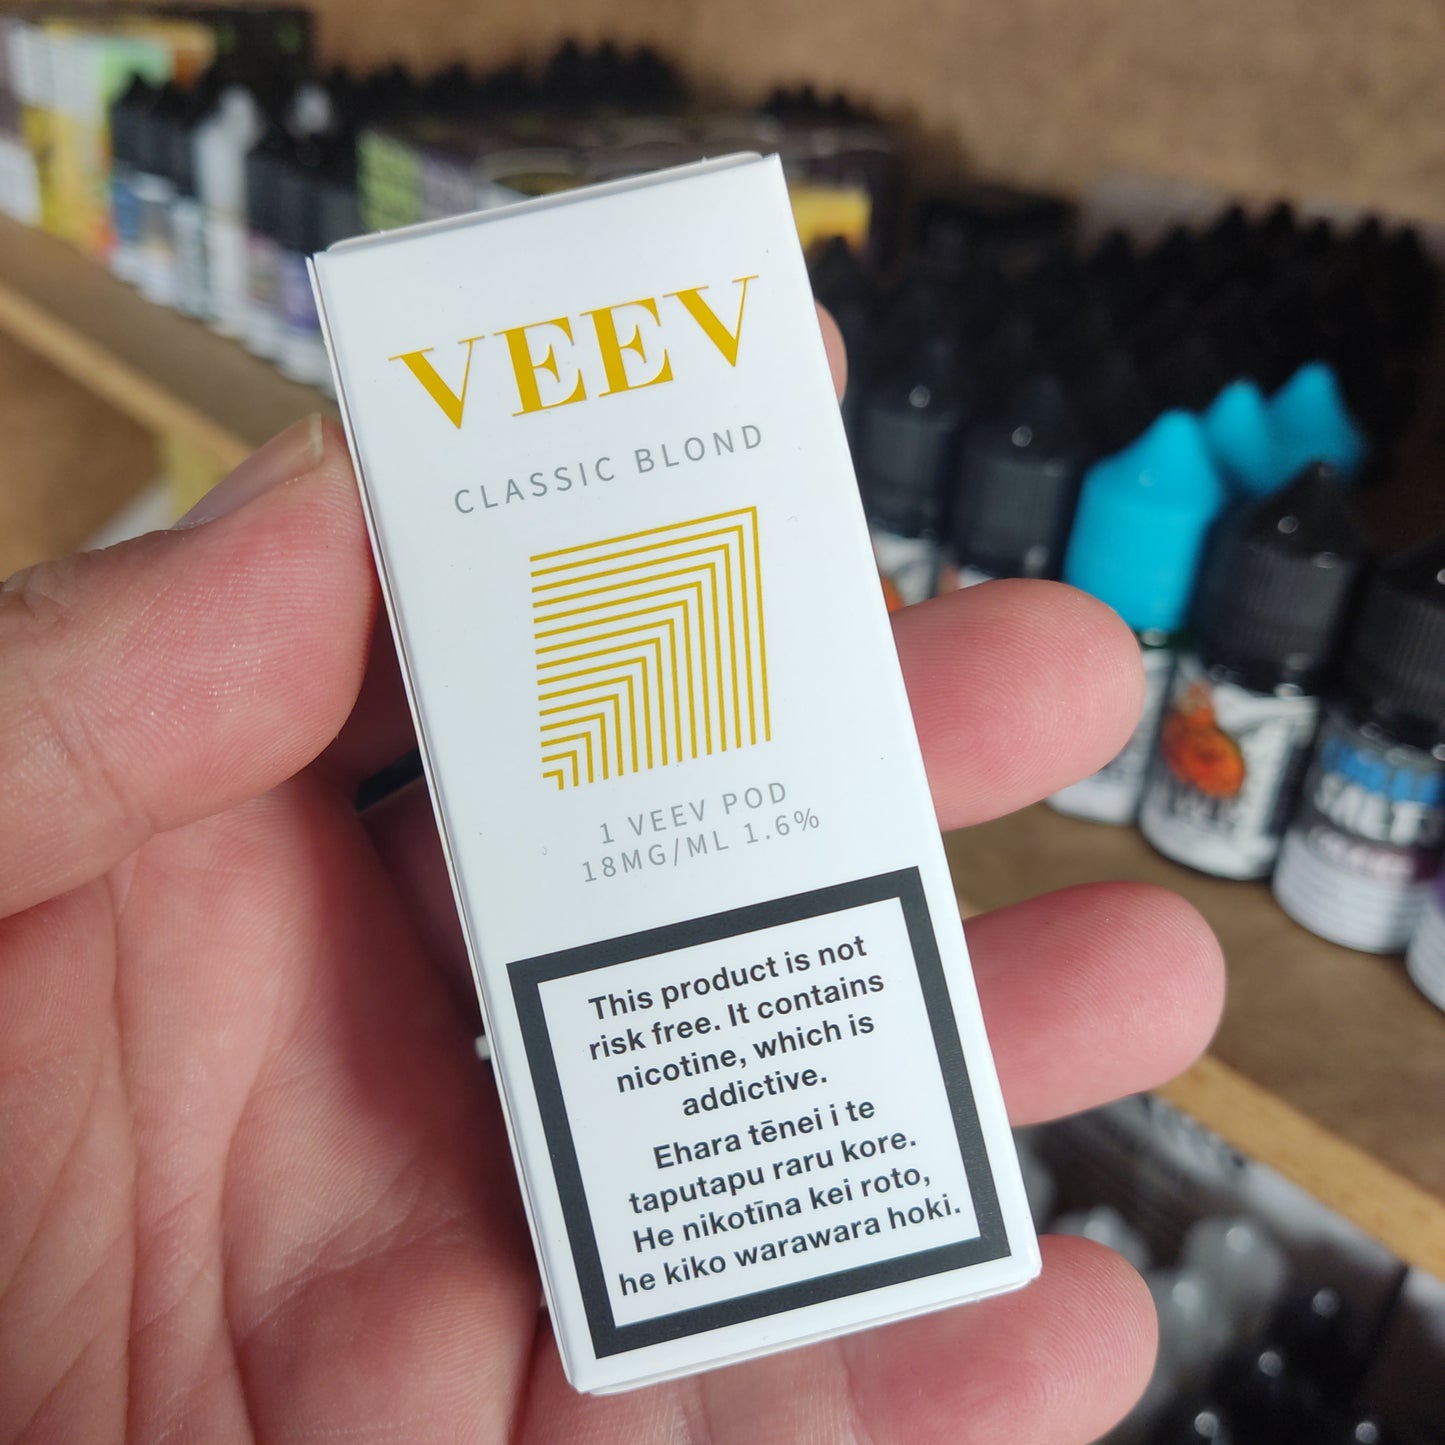 VEEV
CLASSIC BLOND
1 VEEV POD
18MG/ML 1.6%
This product is not
risk free. It contains
nicotine, which is
addictive.
Ehara tēnei i te
taputapu raru kore.
He nikotīna kei roto,
he kiko warawara hoki.
SALT